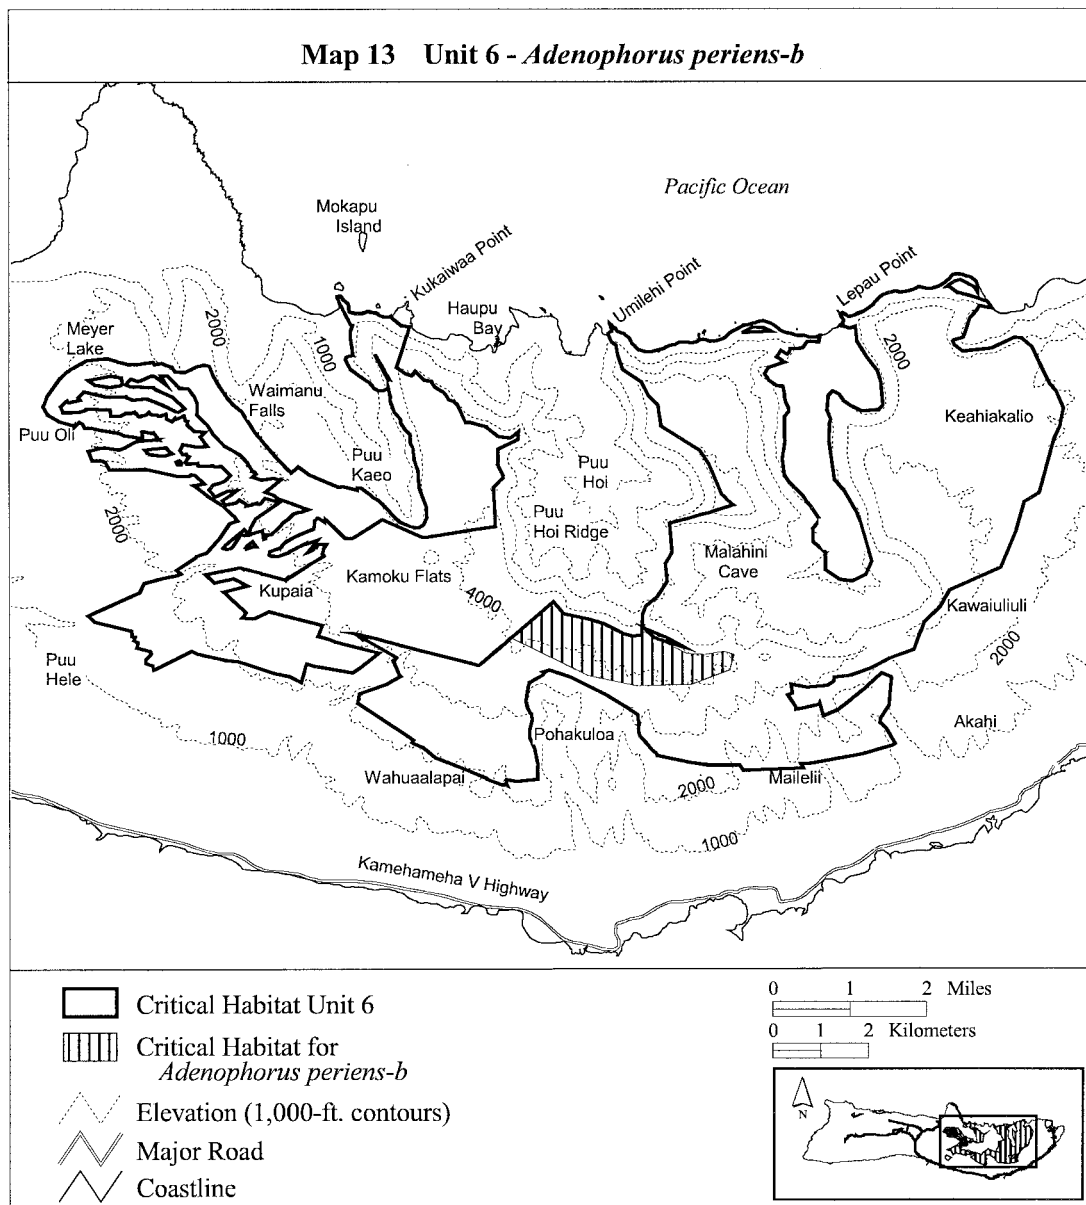 Map 13 Unit 6 - Adenophorus periens-b
Pacific Ocean
Mokapu
Island
Kukaiwaa Point
Haupu
Bay
Umilehi Point
Lepau Point
Meyer
Lake
2000
1000
2000
Waimanu
Falls
Keahiakalio
Puu Oli
Puu
Kaeo
Puu
Hoi
2000
Puu
Hoi Ridge
Malahini
Cave
Kupaia
Kamoku Flats
4000
Kawaiuliuli
2000
Puu
Hele
1000
Pohakuloa
Akahi
Wahuaalapai
2000
Mailelii
1000
Kamehameha V Highway
Critical Habitat Unit 6
Critical Habitat for
Adenophorus periens-b
Elevation (1,000-ft. contours)
Major Road
Coastline
0 1 2 Miles
0 1 2 Kilometers
N